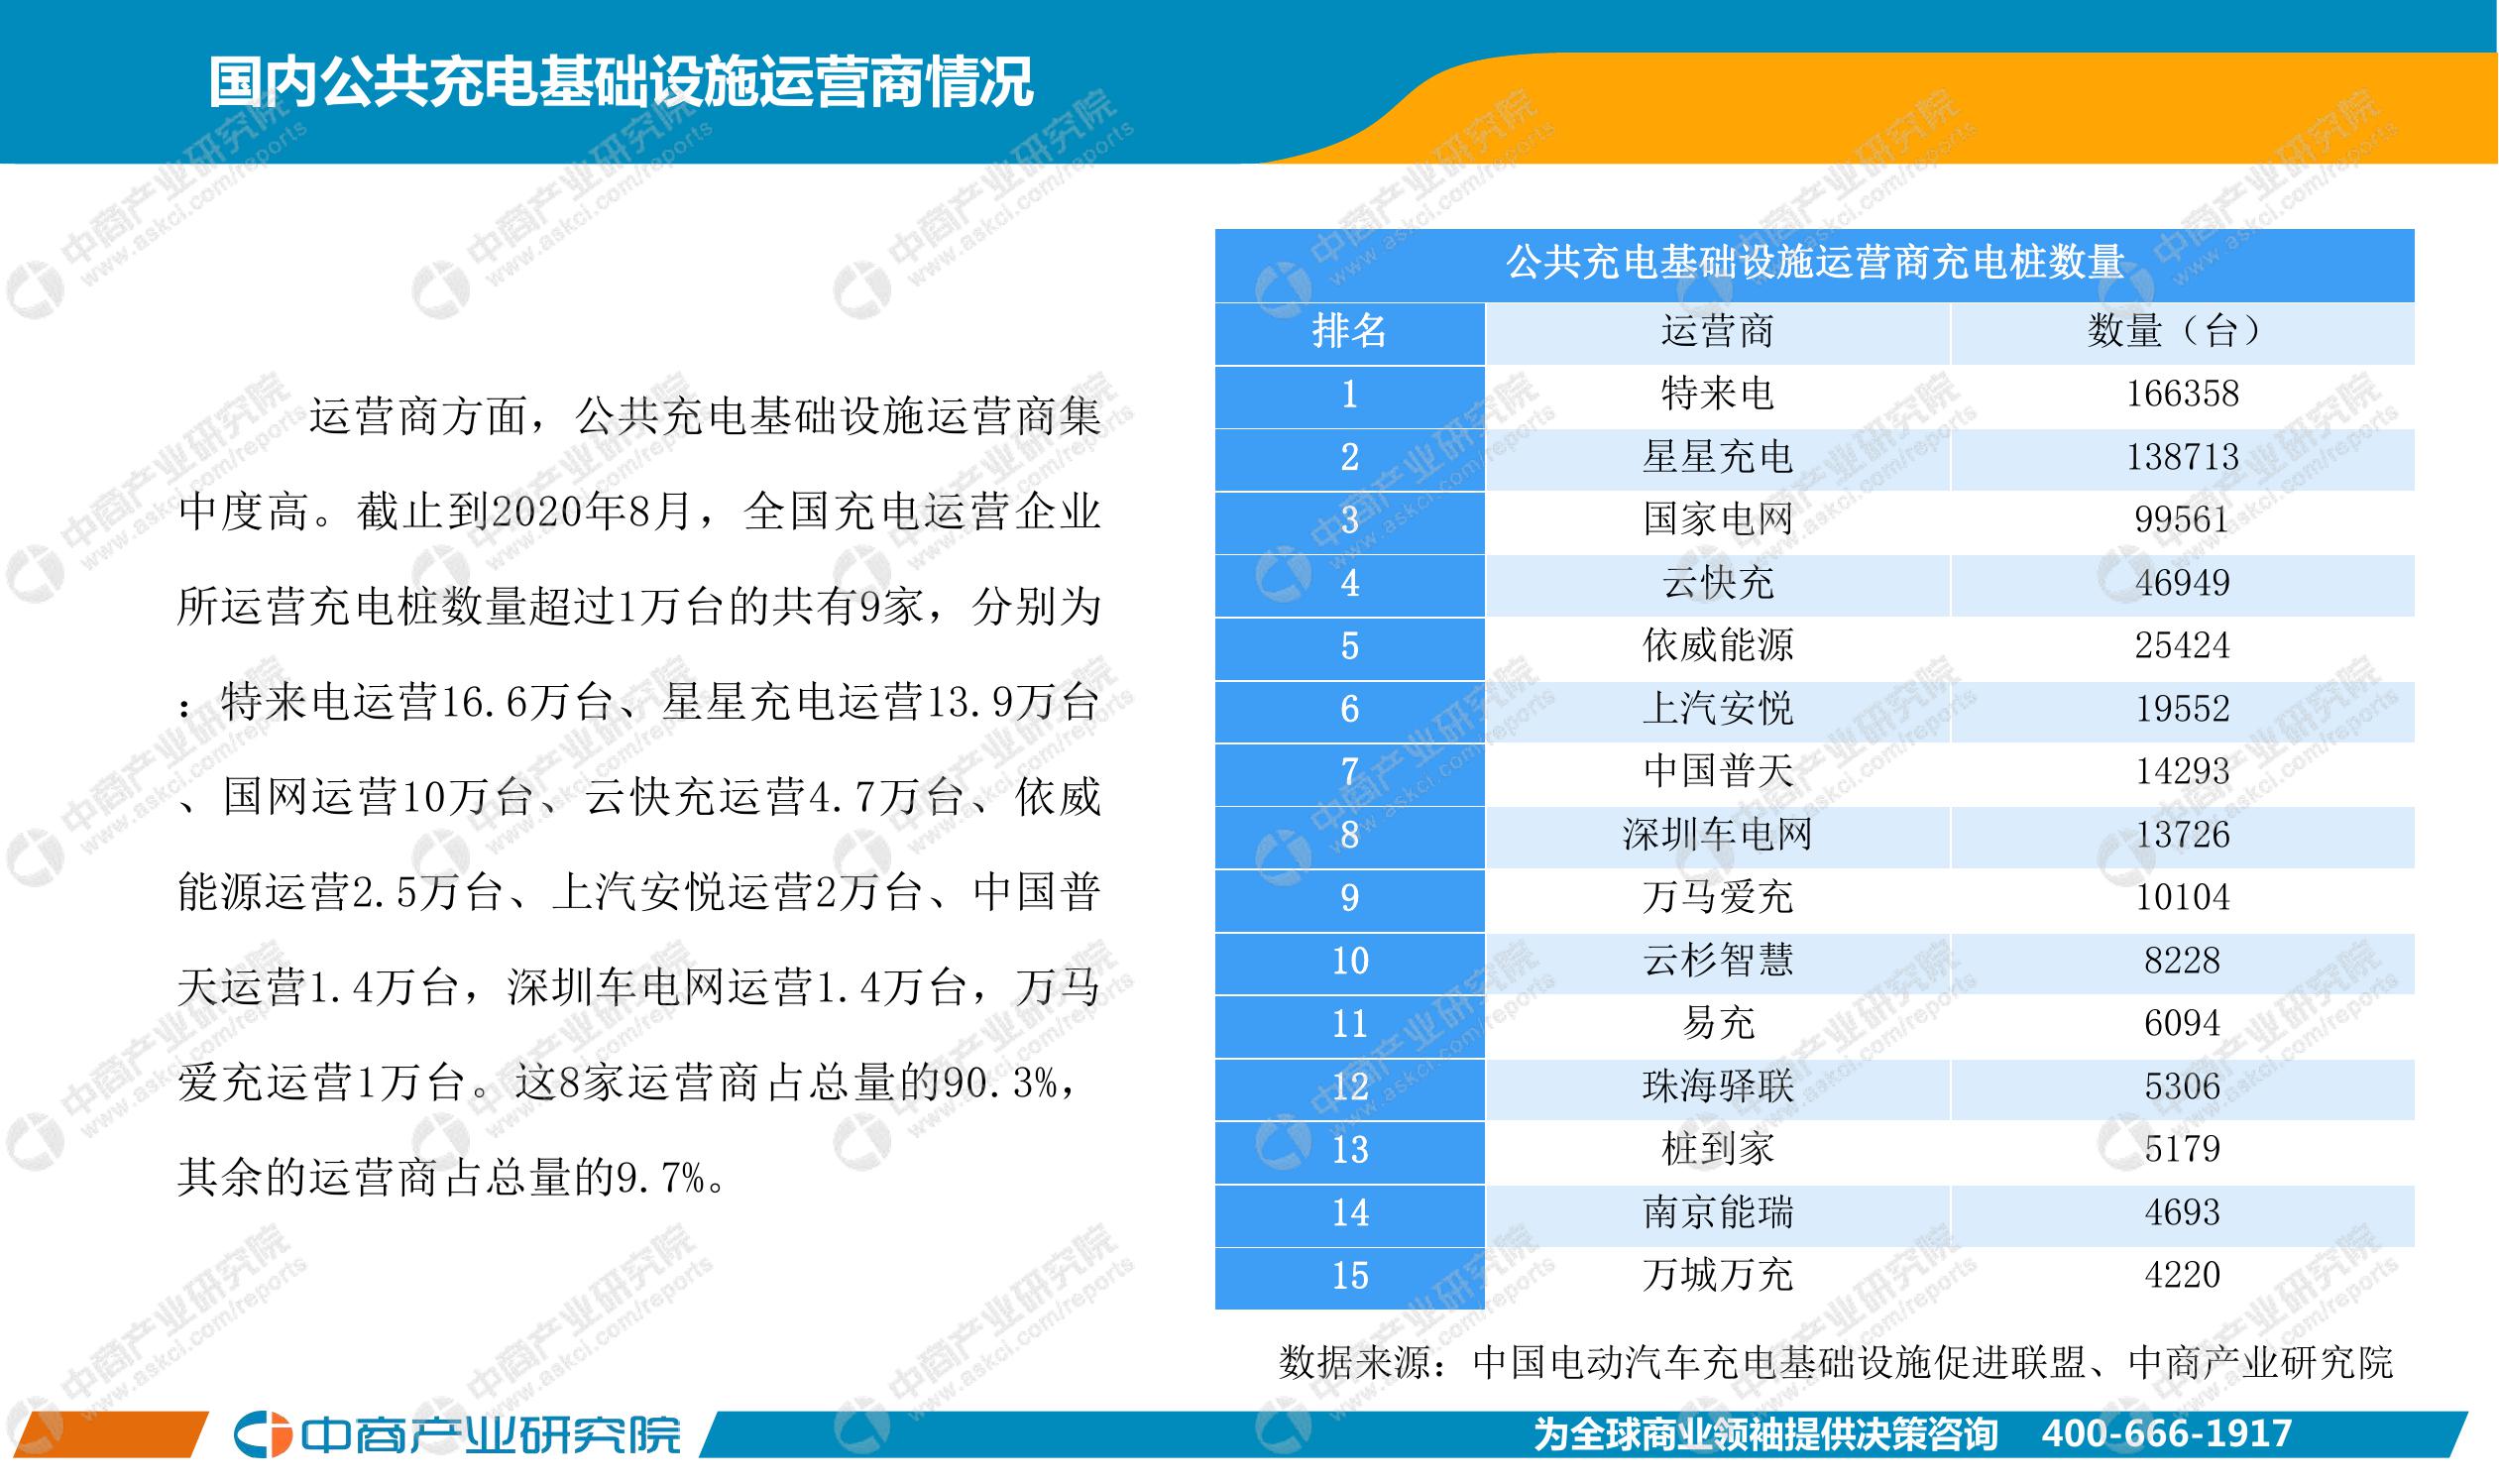 国内公共充电基础设施运营商情况
运营商方面，公共充电基础设施运营商集
中度高。截止到2020年8月，全国充电运营企业
所运营充电桩数量超过1万台的共有9家，分别为
：特来电运营16.6万台、星星充电运营13.9万台
、国网运营10万台、云快充运营4.7万台、依威
能源运营2.5万台、上汽安悦运营2万台、中国普
天运营1.4万台，深圳车电网运营1.4万台，万马
爱充运营1万台。这8家运营商占总量的90.3%，
其余的运营商占总量的9.7%。
公共充电基础设施运营商充电桩数量
排名 运营商 数量（台）
1 特来电 166358
2 星星充电 138713
3 国家电网 99561
4 云快充 46949
5 依威能源 25424
6 上汽安悦 19552
7 中国普天 14293
8 深圳车电网 13726
9 万马爱充 10104
10 云杉智慧 8228
11 易充 6094
12 珠海驿联 5306
13 桩到家 5179
14 南京能瑞 4693
15 万城万充 4220
数据来源：中国电动汽车充电基础设施促进联盟、中商产业研究院
中商产业研究院
为全球商业领袖提供决策咨询 400-666-1917
中商产业研究院
www.askci.com/reports